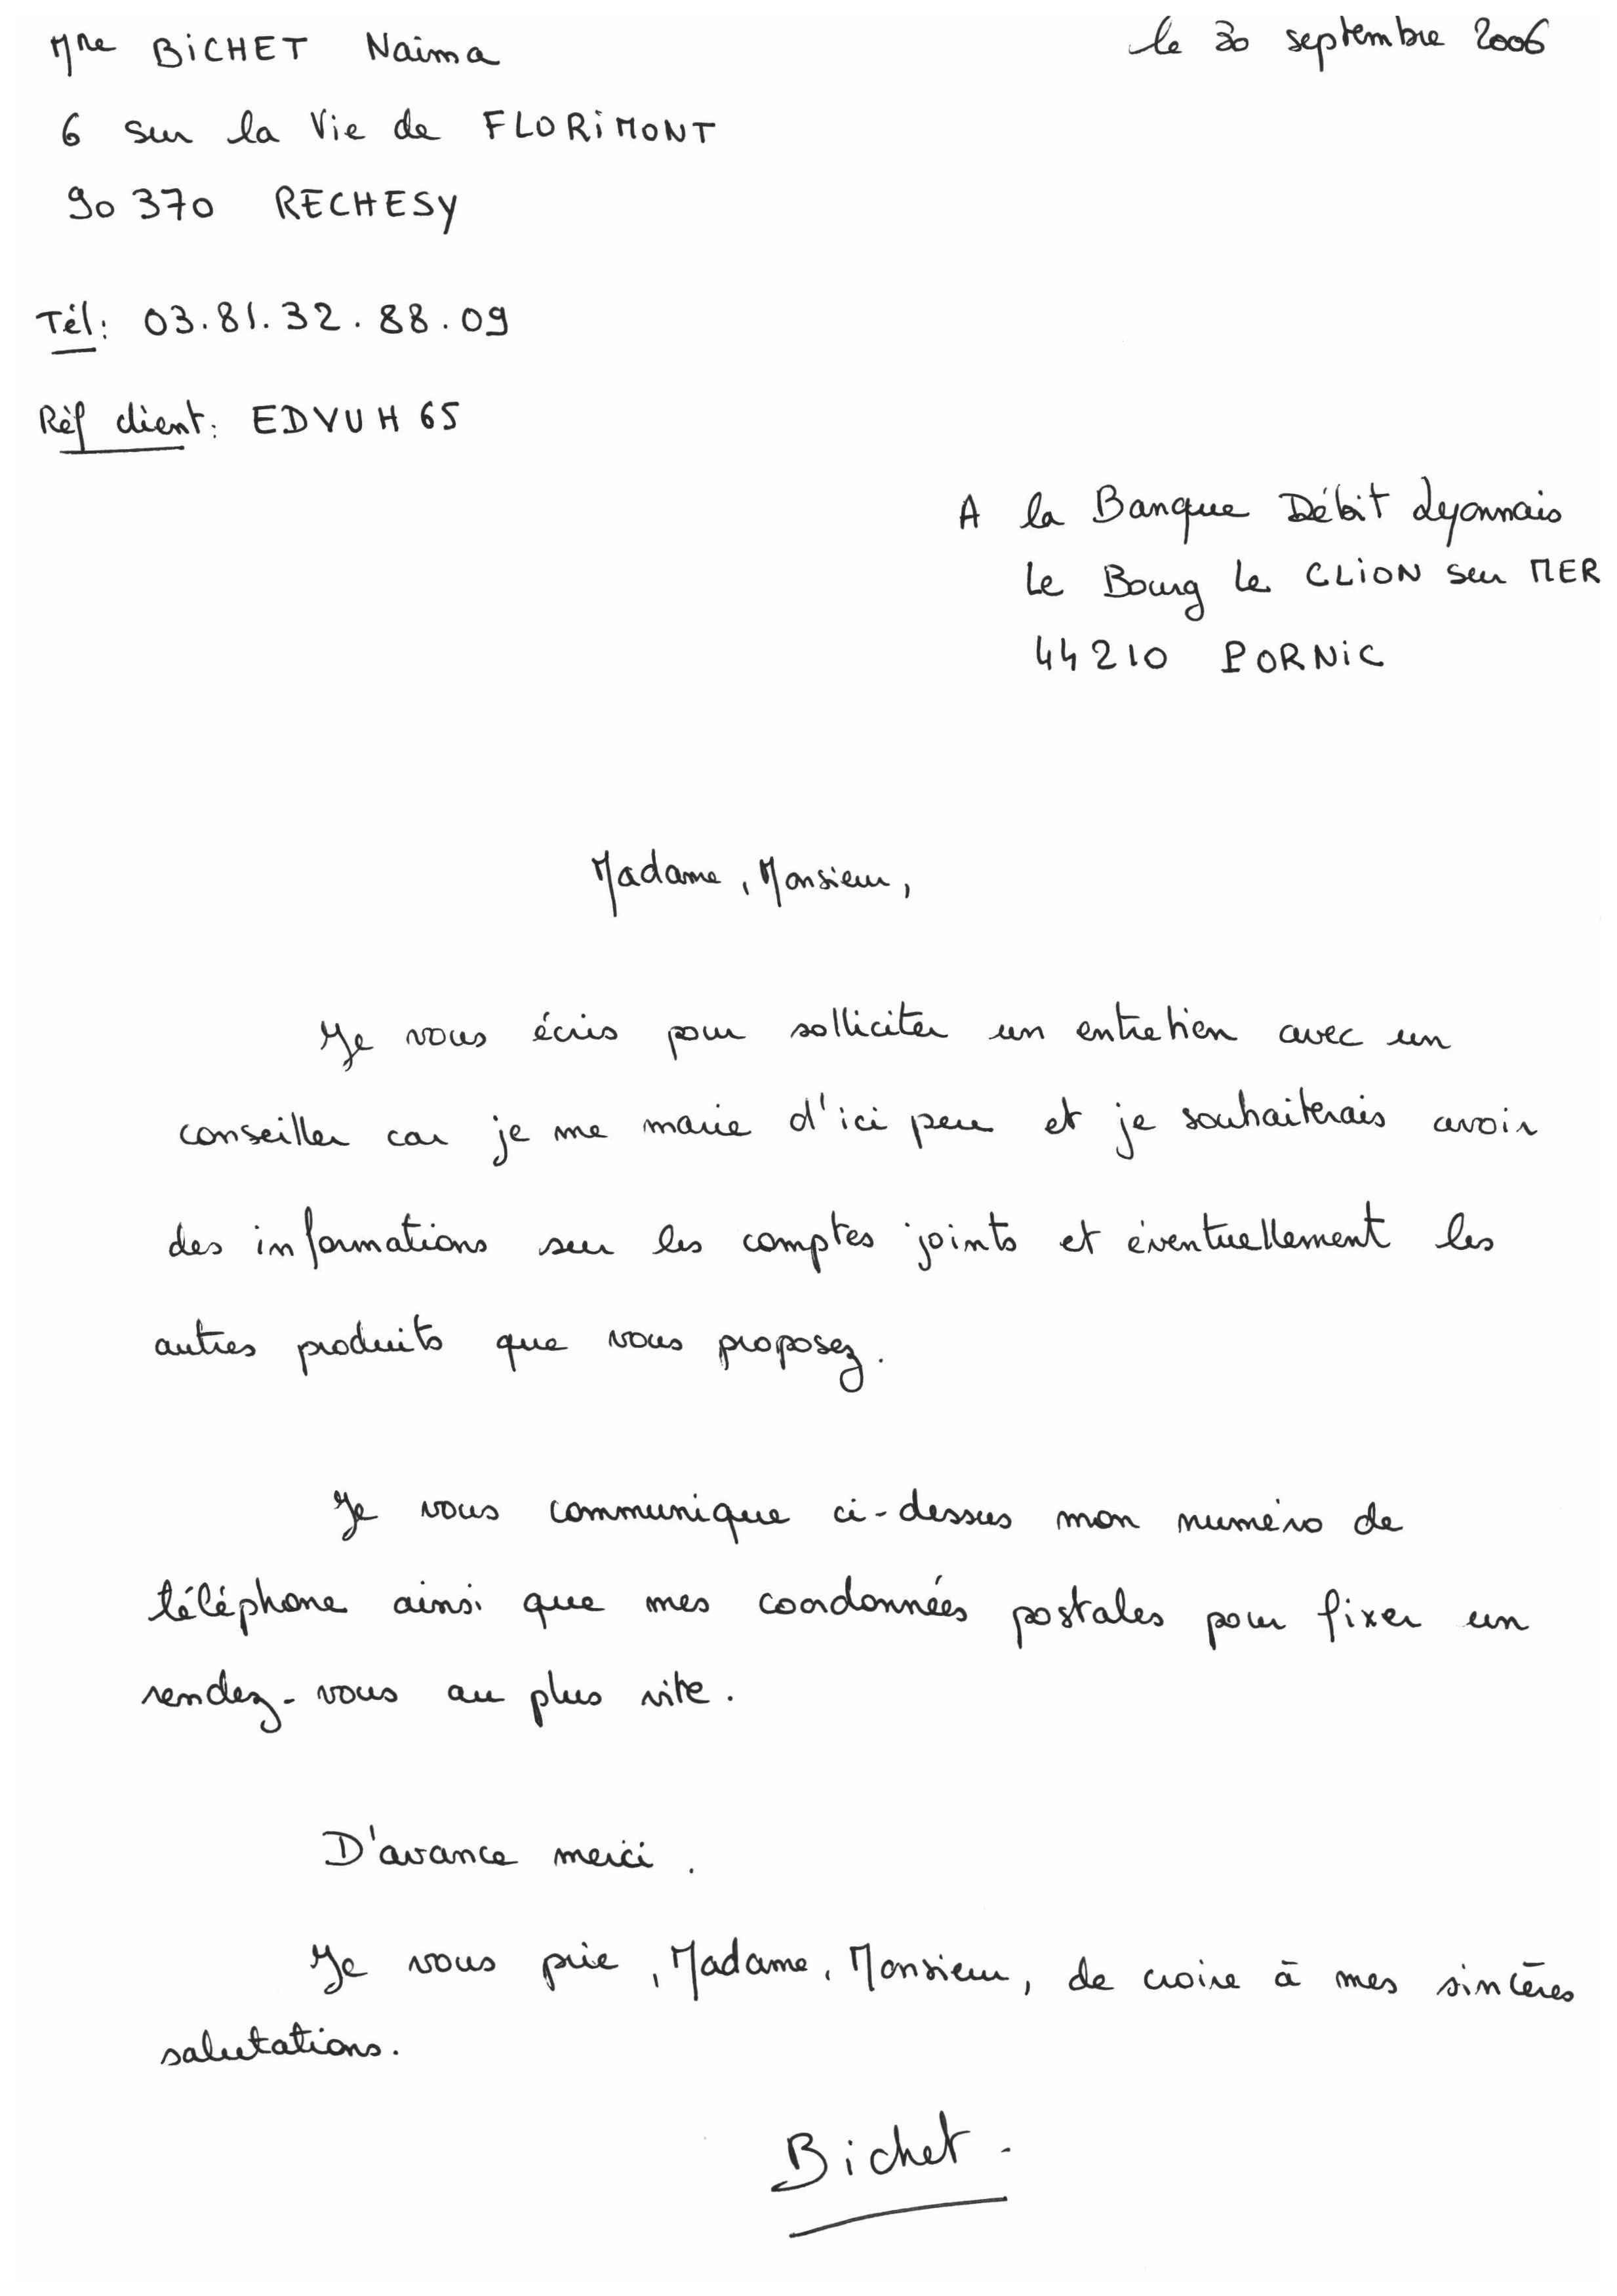 Mme BICHET Naima
le 30 septembre 2006
6 sur la Vie de FLORIMONT
90 370 RECHESY
Tél: 03.81.32.88.09
Réf client: EDVUH65
A la Banque Débit Lyonnais
Le Bourg le CLION sur MER
44210 PORNIC
Madame, Monsieur,
Je vous écris pour solliciter un entretien avec un
conseiller car je me marie d'ici peu et je souhaiterais avoir
des informations sur les comptes joints et éventuellement les
autres produits que vous proposez.
Je vous communique ci-dessus mon numéro de
téléphone ainsi que mes coordonnées postales pour fixer un
rendez-vous au plus vite.
D'avance merci.
Je vous prie, Madame, Monsieur, de croire à mes sincères
salutations.
Bichet